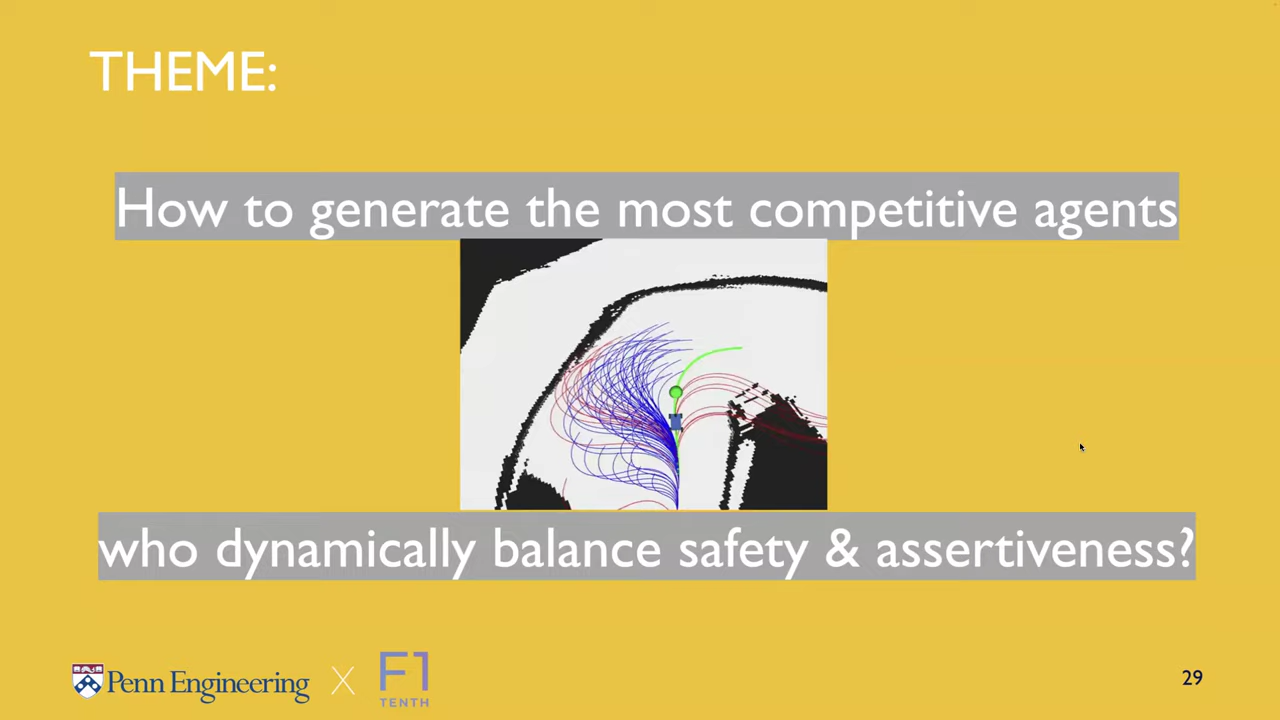 THEME:
How to generate the most competitive agents
who dynamically balance safety & assertiveness?
Penn Engineering X F1 TENTH
29